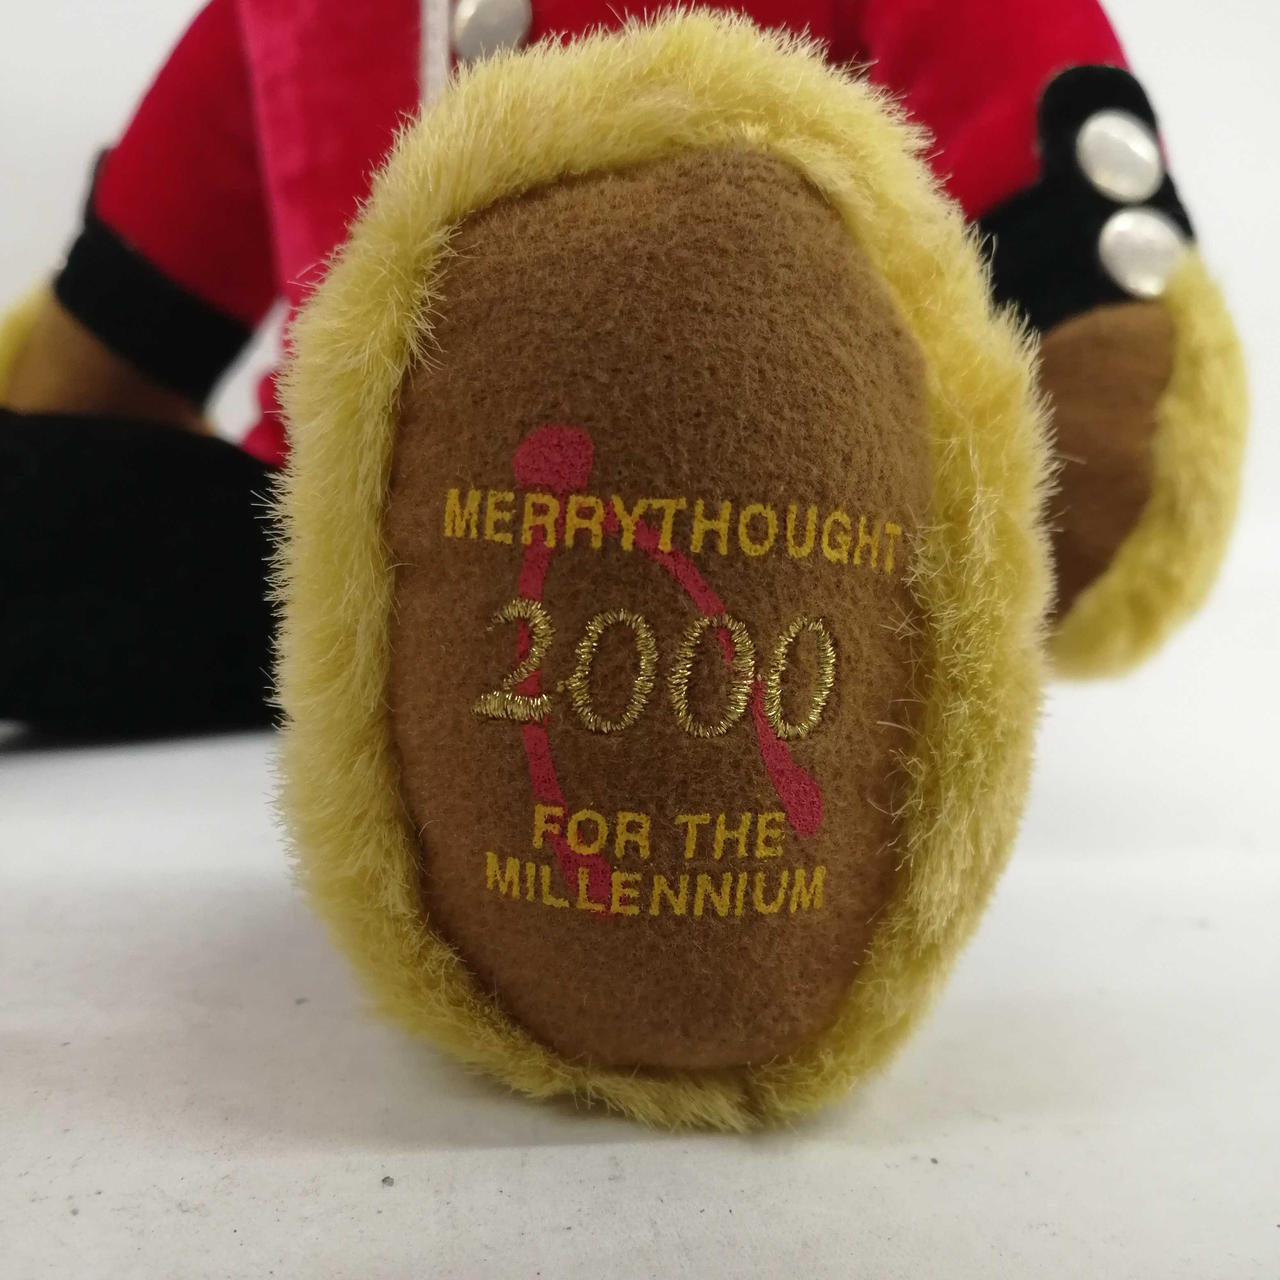 MERRYTHOUGHT
2000
FOR THE
MILLENNIUM